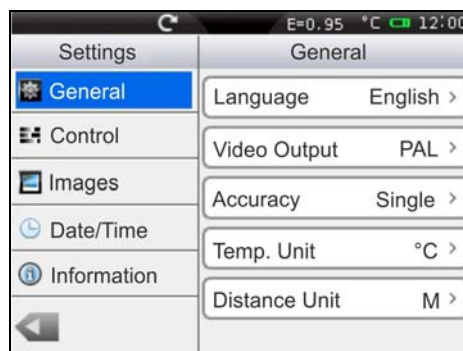 E=0.95 °C 12:00
Settings
General
General
Control
Images
Date/Time
Information
Language English >
Video Output PAL >
Accuracy Single >
Temp. Unit °C >
Distance Unit M >